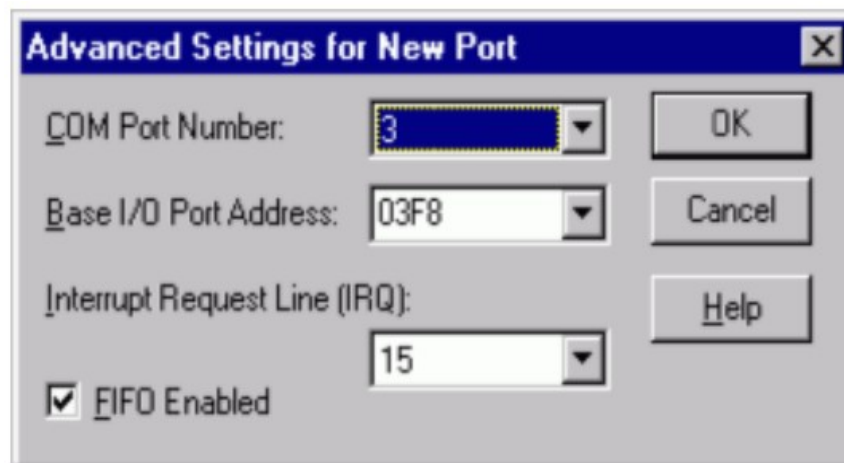 Advanced Settings for New Port
COM Port Number: 3 OK
Base I/O Port Address: 03F8 Cancel
Interrupt Request Line (IRQ): Help
15
FIFO Enabled